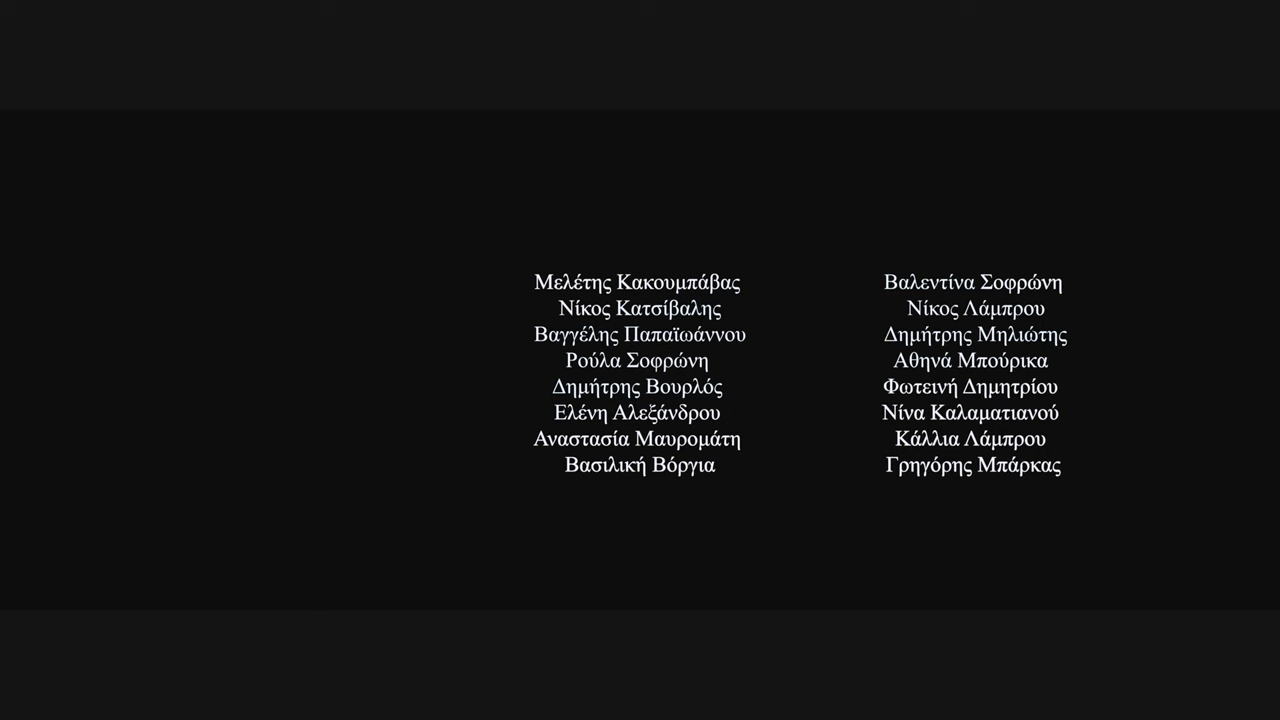 Μελέτης Κακουμπάβας
Νίκος Κατσίβαλης
Βαγγέλης Παπαϊωάννου
Ρούλα Σοφρώνη
Δημήτρης Βουρλός
Ελένη Αλεξάνδρου
Αναστασία Μαυρομάτη
Βασιλική Βόργια
Βαλεντίνα Σοφρώνη
Νίκος Λάμπρου
Δημήτρης Μηλιώτης
Αθηνά Μπούρικα
Φωτεινή Δημητρίου
Νίνα Καλαματιανού
Κάλλια Λάμπρου
Γρηγόρης Μπάρκας